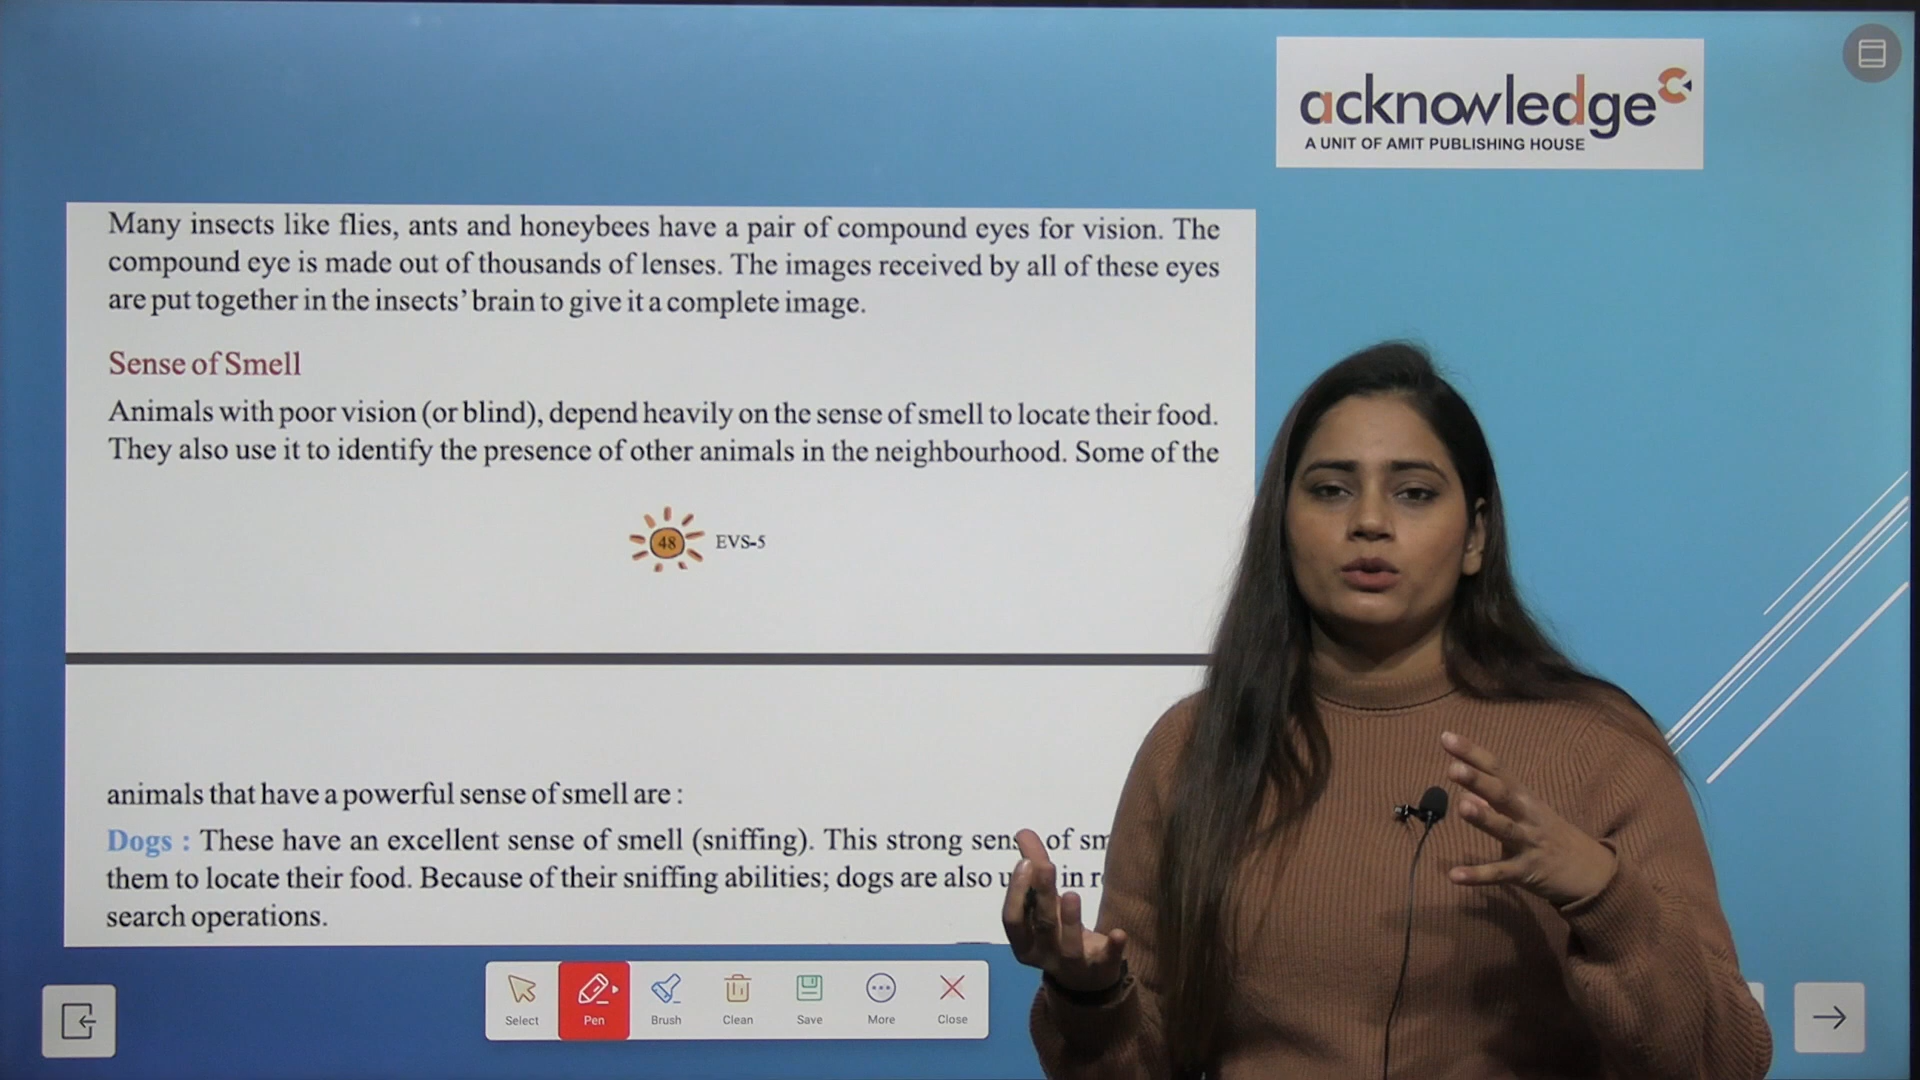 acknowledge
A UNIT OF AMIT PUBLISHING HOUSE
Many insects like flies, ants and honeybees have a pair of compound eyes for vision. The
compound eye is made out of thousands of lenses. The images received by all of these eyes
are put together in the insects' brain to give it a complete image.
Sense of Smell
Animals with poor vision (or blind), depend heavily on the sense of smell to locate their food.
They also use it to identify the presence of other animals in the neighbourhood. Some of the
48 EVS-5
animals that have a powerful sense of smell are :
Dogs : These have an excellent sense of smell (sniffing). This strong of
them to locate their food. Because of their sniffing abilities; dogs are also in
search operations.
Select Pen Brush Clean Save More Close